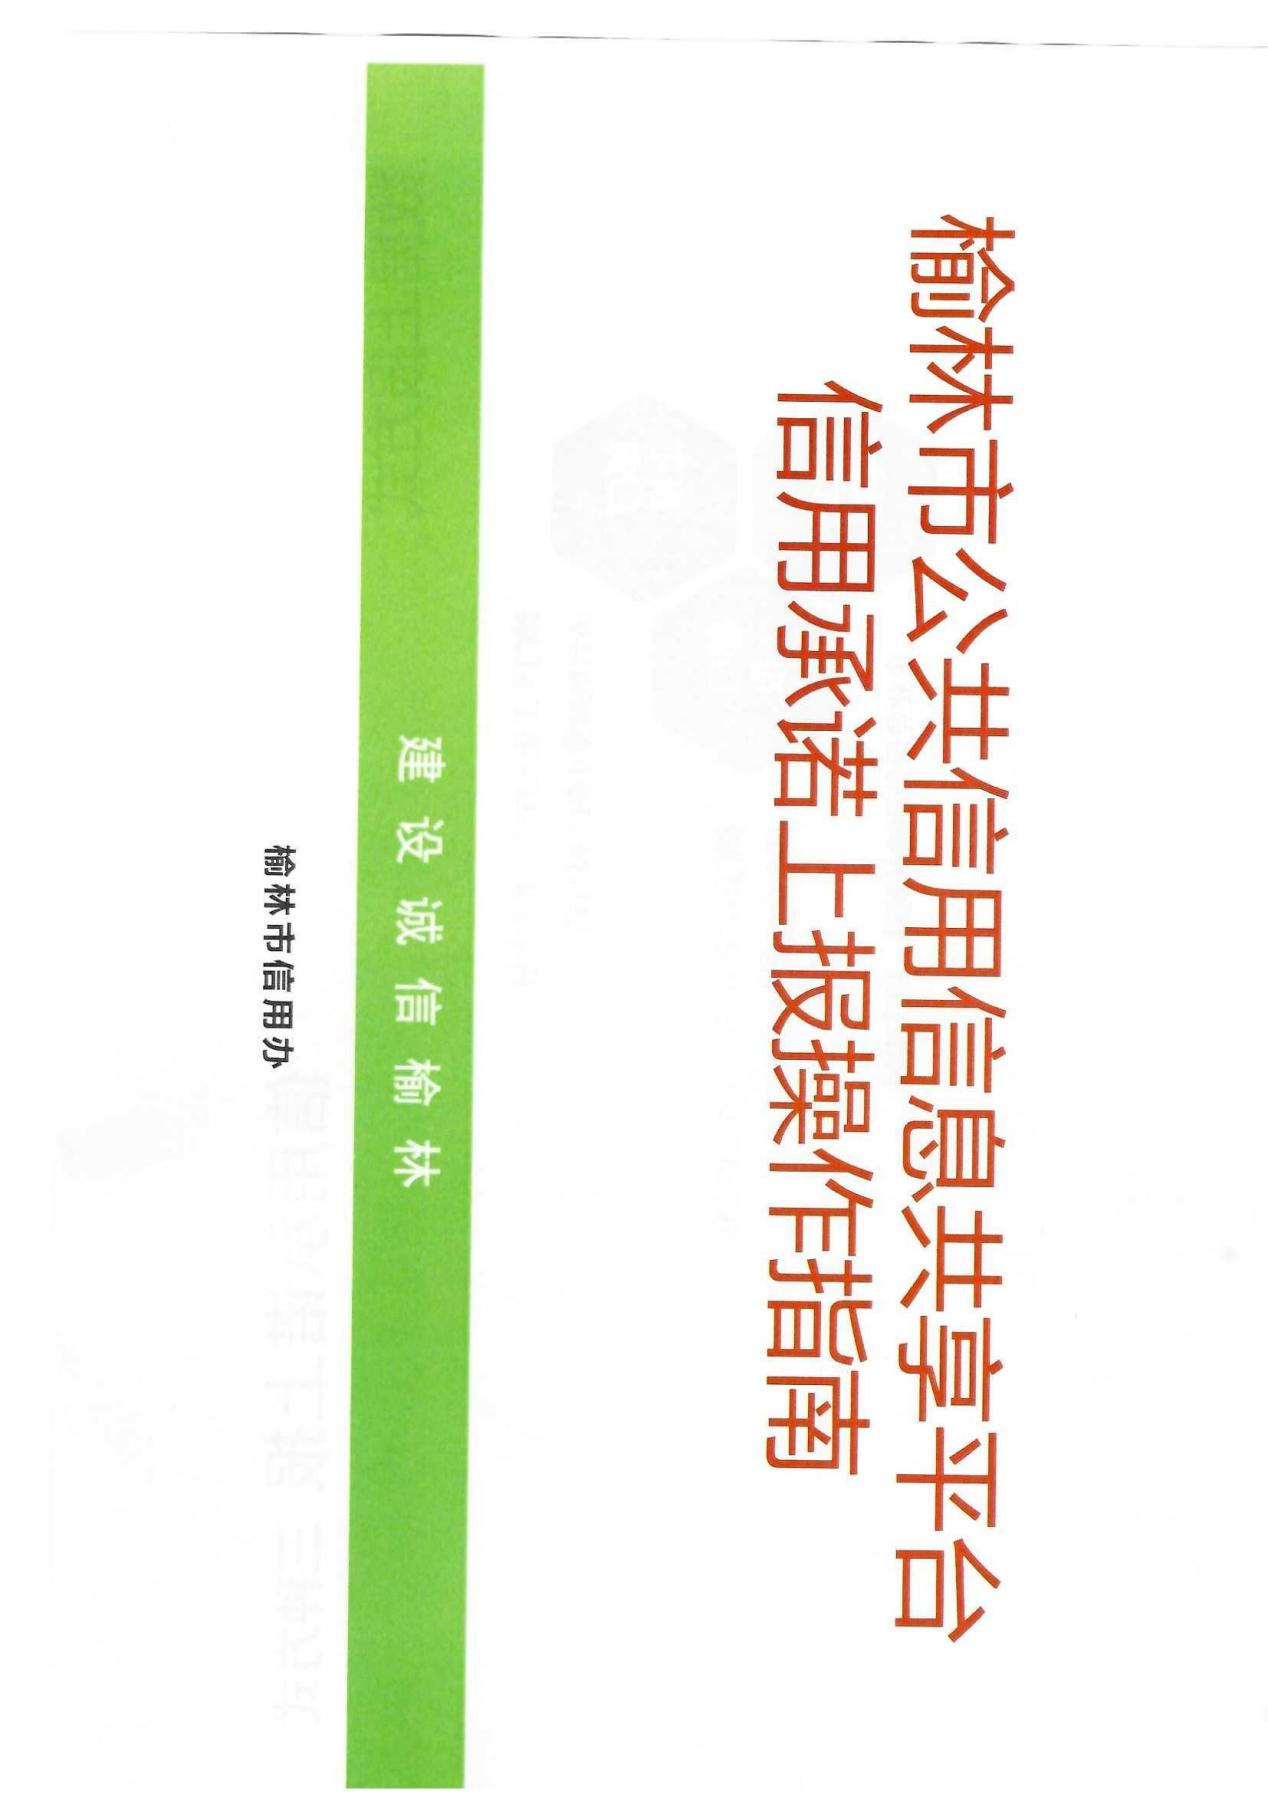 榆林市公共信用信息共享平台
信用承诺上报操作指南
建设诚信榆林
榆林市信用办